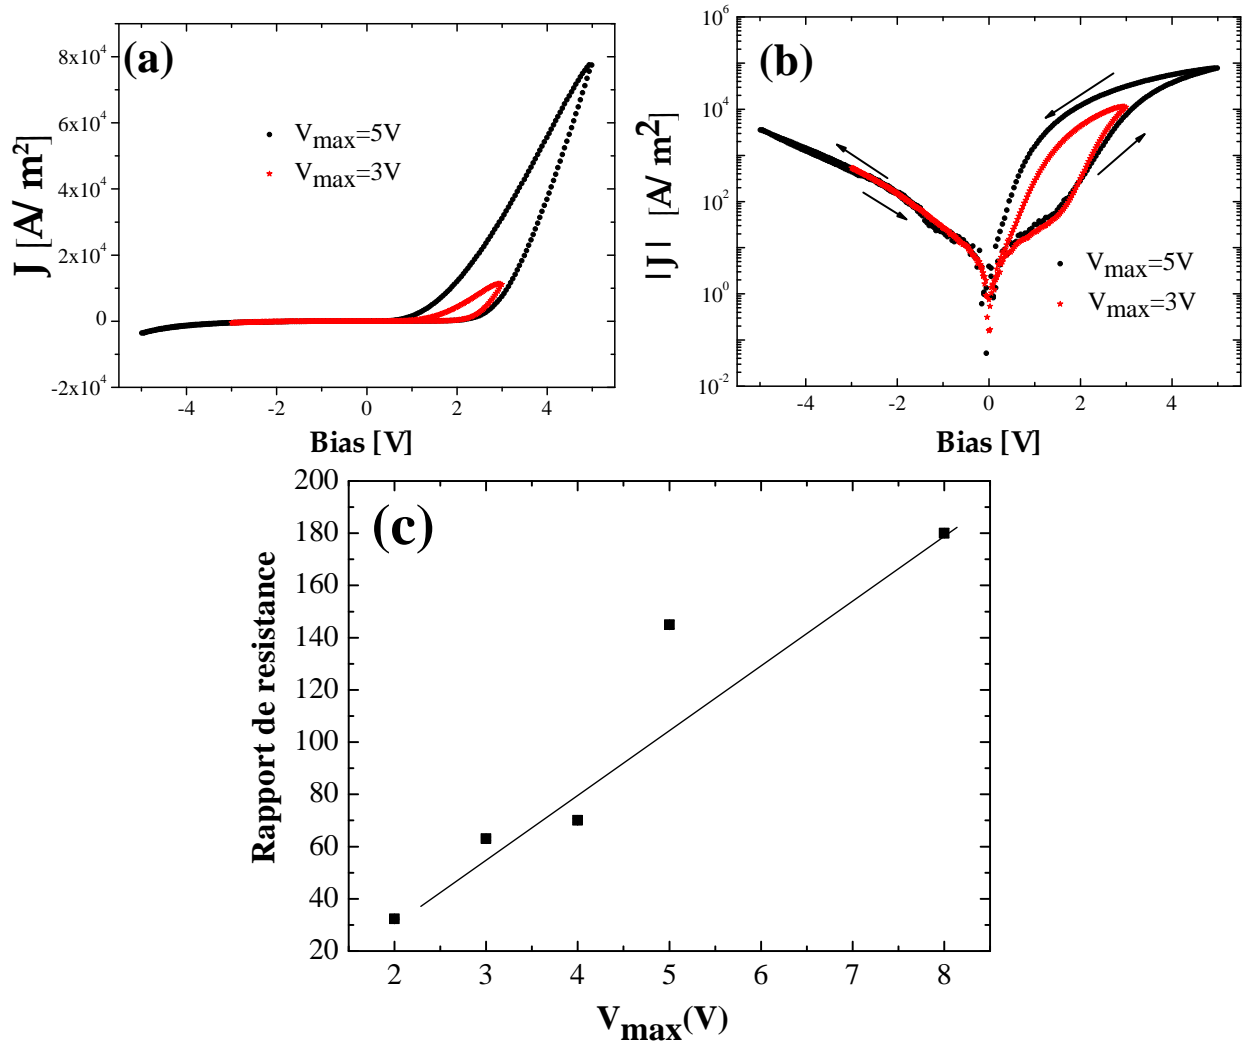 (a)
8x10⁴
6x10⁴
4x10⁴
2x10⁴
0
-2x10⁴
J [A/ m²]
Vmax=5V
Vmax=3V
-4 -2 0 2 4
Bias [V]
(b)
10⁶
10⁴
10²
10⁰
10⁻²
|J| [A/ m²]
Vmax=5V
Vmax=3V
-4 -2 0 2 4
Bias [V]
(c)
200
180
160
140
120
100
80
60
40
20
Rapport de resistance
2 3 4 5 6 7 8
Vmax(V)